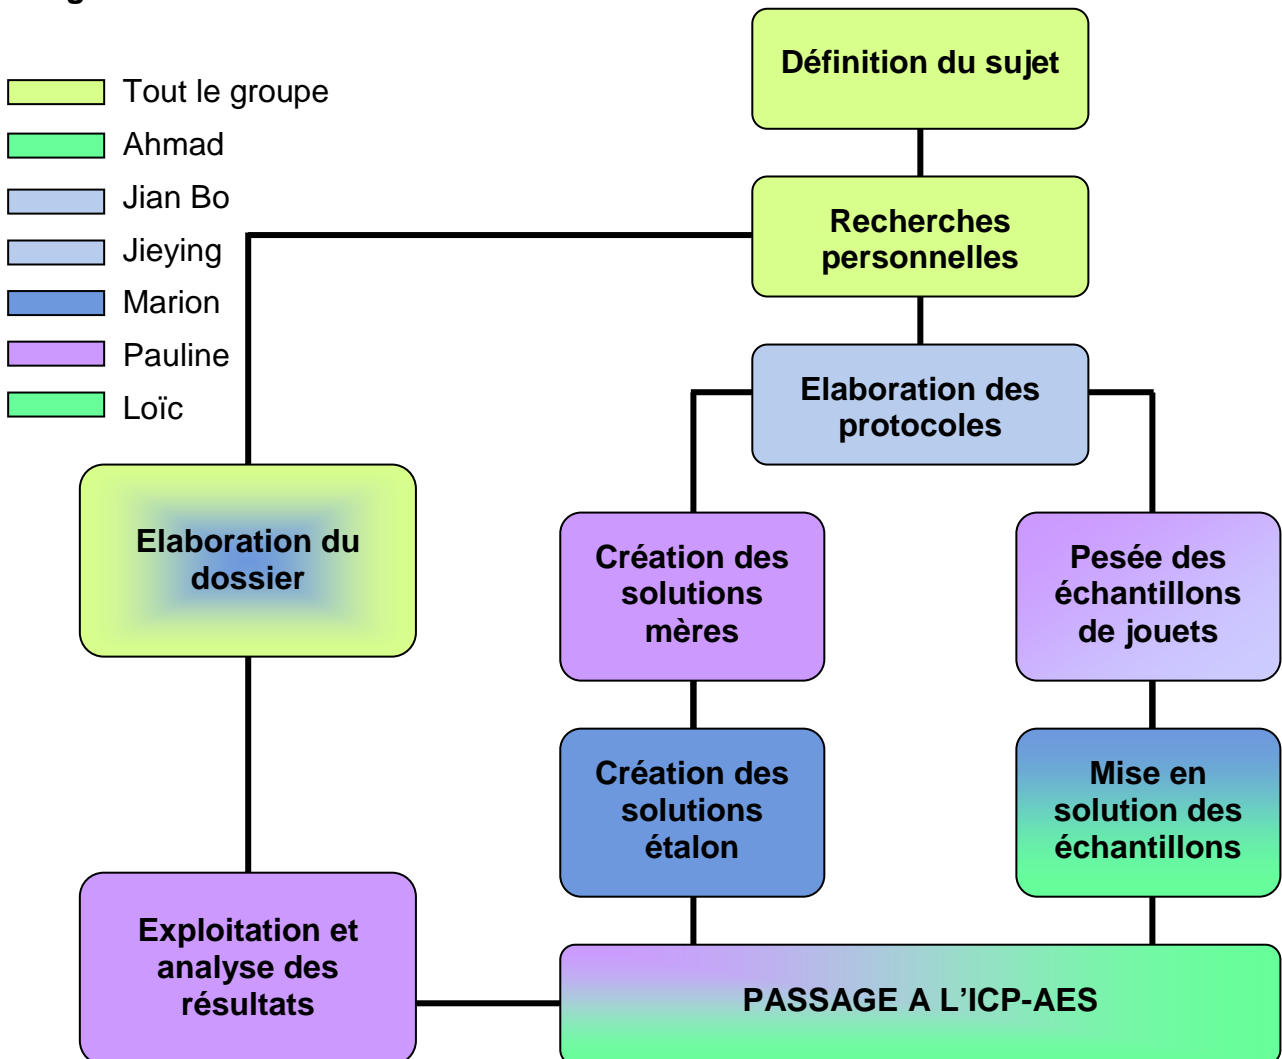 Tout le groupe
Ahmad
Jian Bo
Jieying
Marion
Pauline
Loïc
Définition du sujet
Recherches
personnelles
Elaboration des
protocoles
Elaboration du
dossier
Création des
solutions
mères
Pesée des
échantillons
de jouets
Création des
solutions
étalon
Mise en
solution des
échantillons
Exploitation et
analyse des
résultats
PASSAGE A L'ICP-AES